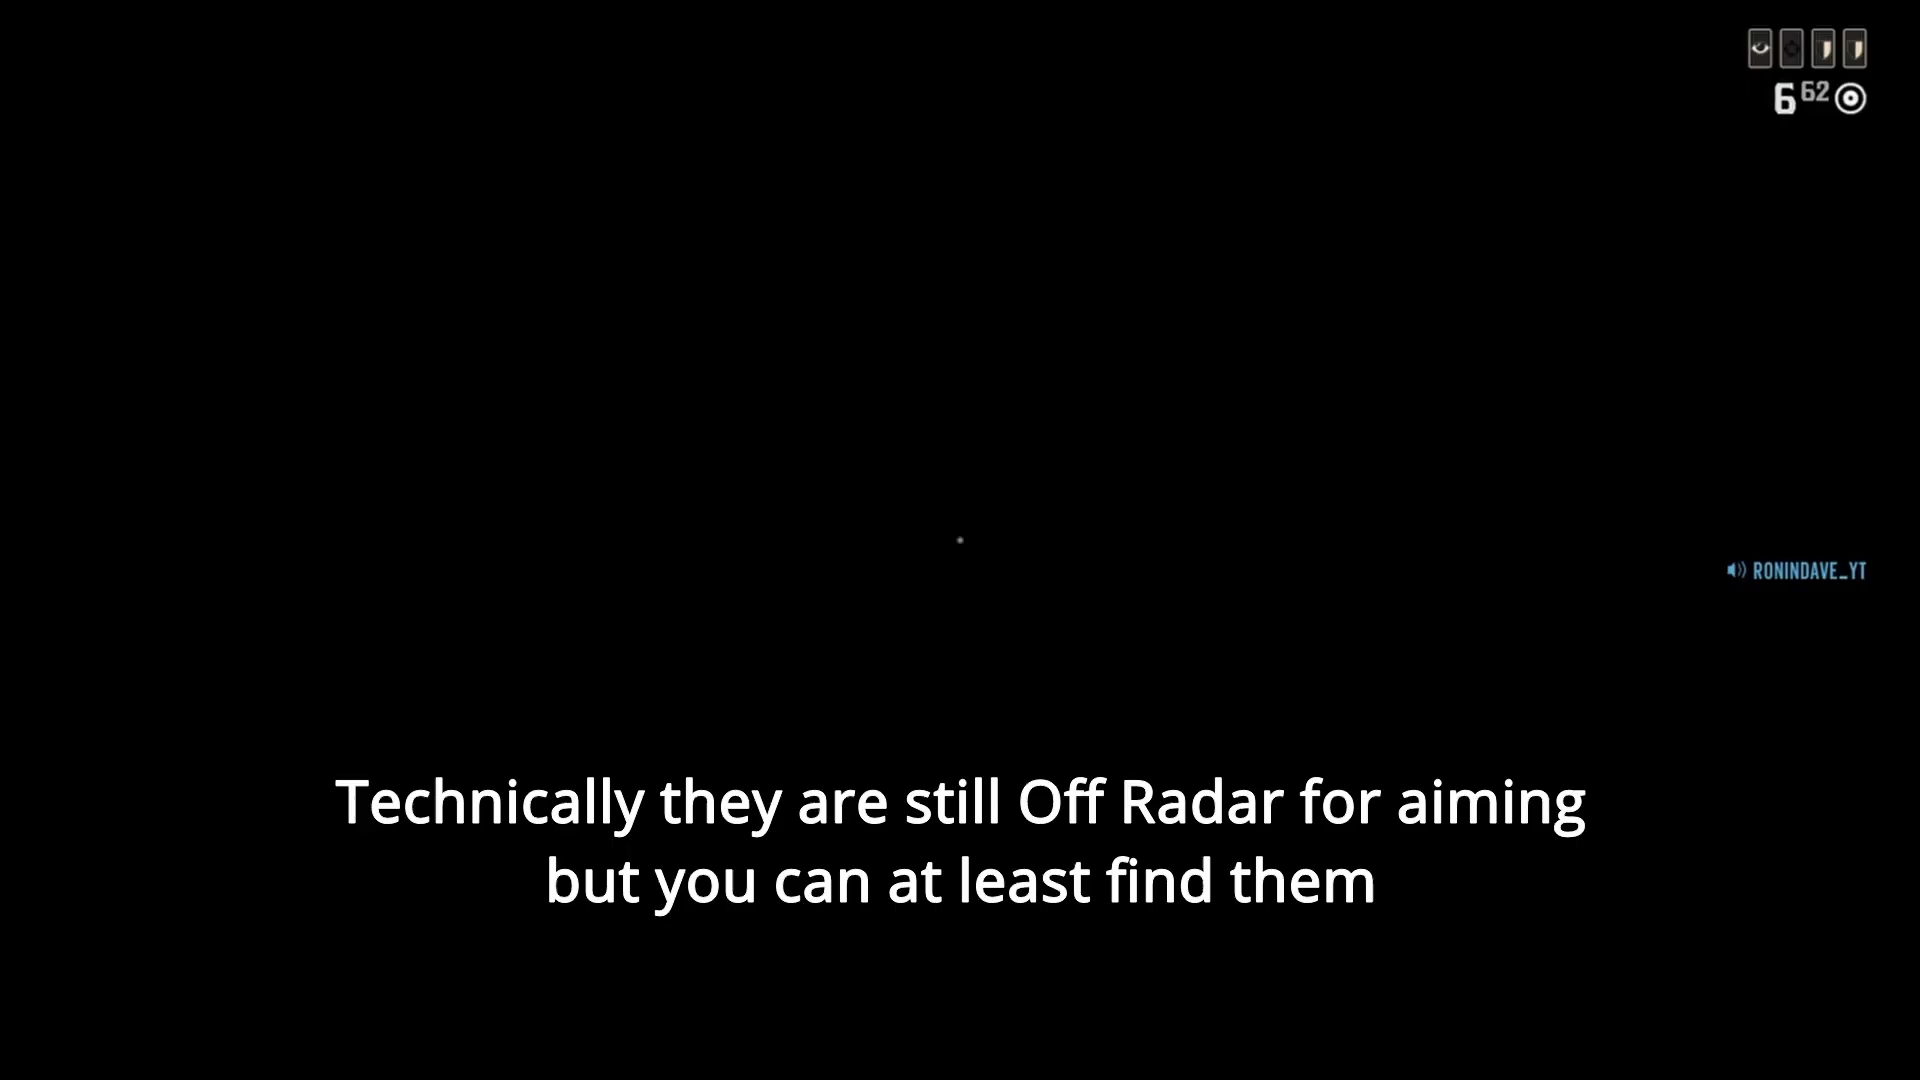 6 62
RONINDAVE_YT
Technically they are still Off Radar for aiming
but you can at least find them